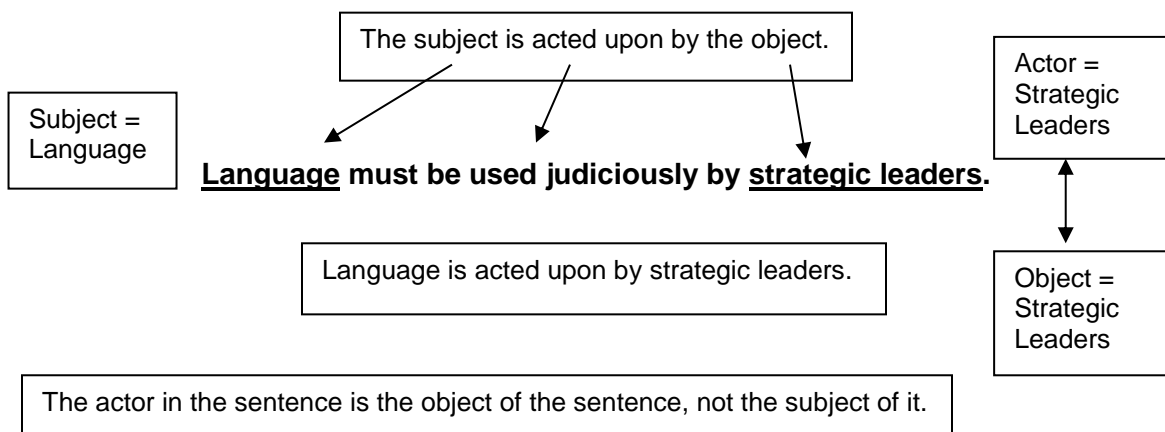 The subject is acted upon by the object.
Actor =
Strategic
Leaders
Subject =
Language
Language must be used judiciously by strategic leaders.
Language is acted upon by strategic leaders.
Object =
Strategic
Leaders
The actor in the sentence is the object of the sentence, not the subject of it.